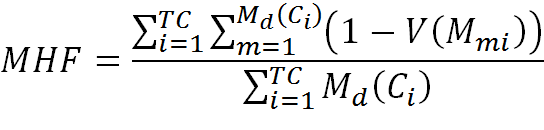 MHF = \frac{\sum_{i=1}^{TC} \sum_{m=1}^{M_d(C_i)} (1 - V(M_{mi}))}{\sum_{i=1}^{TC} M_d(C_i)}